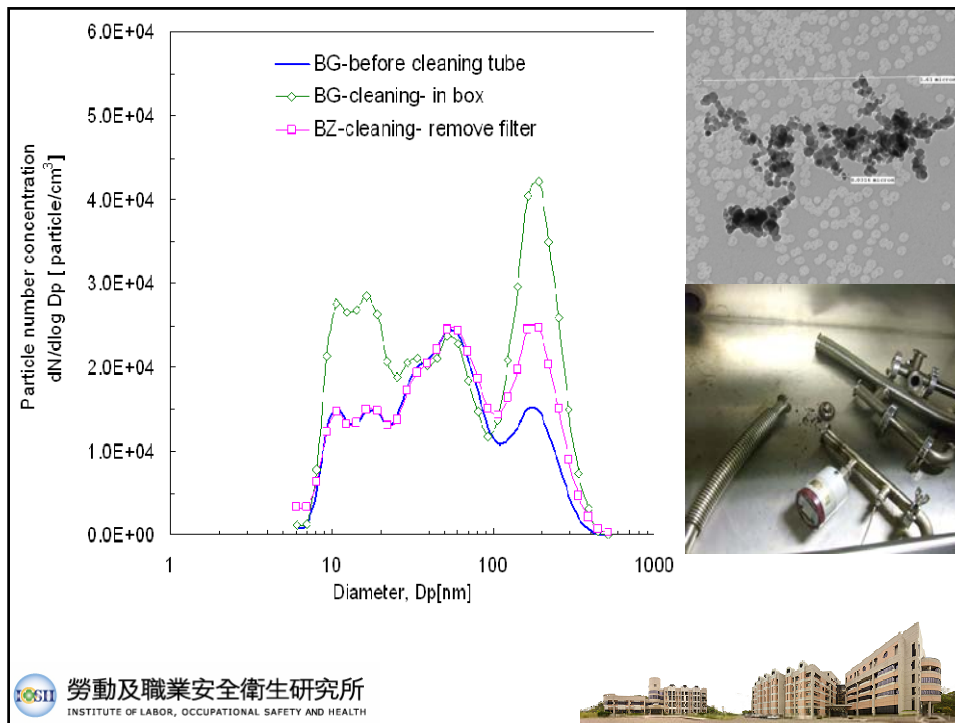 6.0E+04
5.0E+04
4.0E+04
3.0E+04
2.0E+04
1.0E+04
0.0E+00
Particle number concentration
dN/dlog Dp [ particle/cm³]
BG-before cleaning tube
BG-cleaning- in box
BZ-cleaning- remove filter
1 10 100 1000
Diameter, Dp[nm]
IOSH 勞動及職業安全衛生研究所
INSTITUTE OF LABOR, OCCUPATIONAL SAFETY AND HEALTH